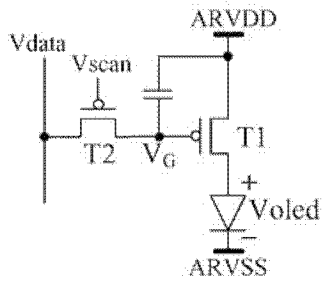 ARVDD
Vdata
Vscan
T2
VG
T1
+
Voled
-
ARVSS